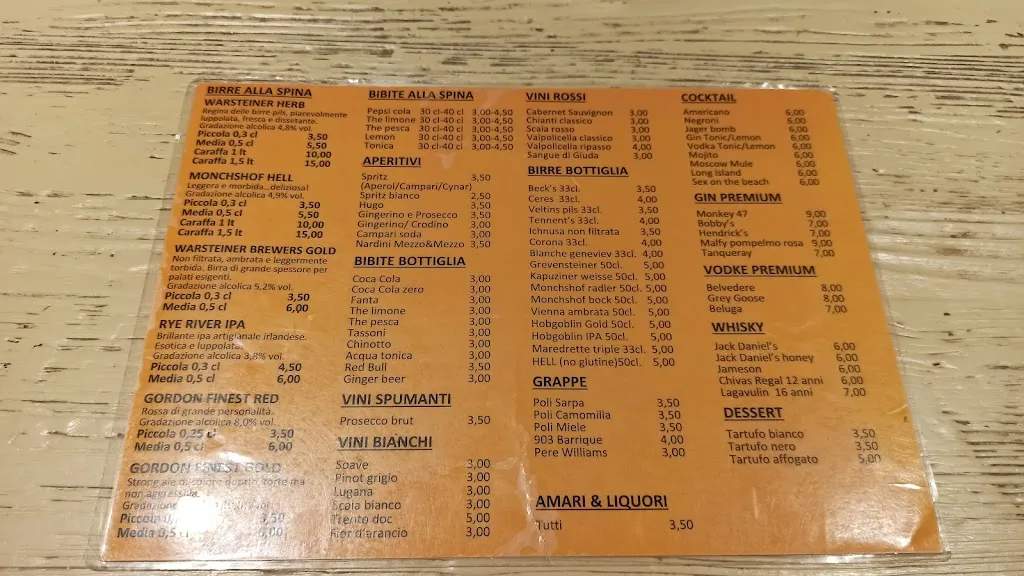 BIRRE ALLA SPINA
WARSTEINER HERB
Regina delle birre pils, piacevolmente
luppolata, fresca e dissetante.
Gradazione alcolica 4,8% vol.
Piccola 0,3 cl 3,50
Media 0,5 cl 5,50
Caraffa 1 lt 10,00
Caraffa 1,5 lt 15,00
MONCHSHOF HELL
Leggera e morbida...deliziosa!
Gradazione alcolica 4,9% vol.
Piccola 0,3 cl 3,50
Media 0,5 cl 5,50
Caraffa 1 lt 10,00
Caraffa 1,5 lt 15,00
WARSTEINER BREWERS GOLD
Non filtrata, ambrata e leggermente
torbida. Birra di grande spessore per
palati esigenti.
Gradazione alcolica 5,2% vol.
Piccola 0,3 cl 3,50
Media 0,5 cl 6,00
RYE RIVER IPA
Brillante ipa artigianale irlandese.
Esotica e luppolata.
Gradazione alcolica 3,8% vol.
Piccola 0,3 cl 4,50
Media 0,5 cl 6,00
GORDON FINEST RED
Rossa di grande personalità.
Gradazione alcolica 8,0% vol.
Piccola 0,25 cl 3,50
Media 0,5 cl 6,00
GORDON FINEST GOLD
Strong ale di colore dorato, forte ma
non aggressiva.
Gradazione alcolica
Piccola 3,50
Media 0,5 cl 6,00
BIBITE ALLA SPINA
Pepsi cola 30 cl-40 cl 3,00-4,50
The limone 30 cl-40 cl 3,00-4,50
The pesca 30 cl-40 cl 3,00-4,50
Lemon 30 cl-40 cl 3,00-4,50
Tonica 30 cl-40 cl 3,00-4,50
APERITIVI
Spritz 3,50
(Aperol/Campari/Cynar)
Spritz bianco 2,50
Hugo 3,50
Gingerino e Prosecco 3,50
Gingerino/ Crodino 3,00
Campari soda 3,00
Nardini Mezzo&Mezzo 3,50
BIBITE BOTTIGLIA
Coca Cola 3,00
Coca Cola zero 3,00
Fanta 3,00
The limone 3,00
The pesca 3,00
Tassoni 3,00
Chinotto 3,00
Acqua tonica 3,00
Red Bull 3,50
Ginger beer 3,00
VINI SPUMANTI
Prosecco brut 3,50
VINI BIANCHI
Soave 3,00
Pinot grigio 3,00
Lugana 3,00
Scaia bianco 3,00
Trento doc 5,00
Fior d'arancio 3,00
VINI ROSSI
Cabernet Sauvignon 3,00
Chianti classico 3,00
Scaia rosso 3,00
Valpolicella classico 3,00
Valpolicella ripasso 4,00
Sangue di Giuda 3,00
BIRRE BOTTIGLIA
Beck's 33cl. 3,50
Ceres 33cl. 4,00
Veltins pils 33cl. 3,50
Tennent's 33cl. 4,00
Ichnusa non filtrata 3,50
Corona 33cl. 4,00
Blanche geneviev 33cl. 4,00
Grevensteiner 50cl. 5,00
Kapuziner weisse 50cl. 5,00
Monchshof radler 50cl. 5,00
Monchshof bock 50cl. 5,00
Vienna ambrata 50cl. 5,00
Hobgoblin Gold 50cl. 5,00
Hobgoblin IPA 50cl. 5,00
Maredrette triple 33cl. 5,00
HELL (no glutine)50cl. 5,00
GRAPPE
Poli Sarpa 3,50
Poli Camomilia 3,50
Poli Miele 3,50
903 Barrique 4,00
Pere Williams 3,00
AMARI & LIQUORI
Tutti 3,50
COCKTAIL
Americano 6,00
Negroni 6,00
Jager bomb 6,00
Gin Tonic/Lemon 6,00
Vodka Tonic/Lemon 6,00
Mojito 6,00
Moscow Mule 6,00
Long Island 6,00
Sex on the beach 6,00
GIN PREMIUM
Monkey 47 9,00
Bobby's 7,00
Hendrick's 7,00
Malfy pompelmo rosa 9,00
Tanqueray 7,00
VODKE PREMIUM
Belvedere 8,00
Grey Goose 8,00
Beluga 7,00
WHISKY
Jack Daniel's 6,00
Jack Daniel's honey 6,00
Jameson 6,00
Chivas Regal 12 anni 6,00
Lagavulin 16 anni 7,00
DESSERT
Tartufo bianco 3,50
Tartufo nero 3,50
Tartufo affogato 5,00